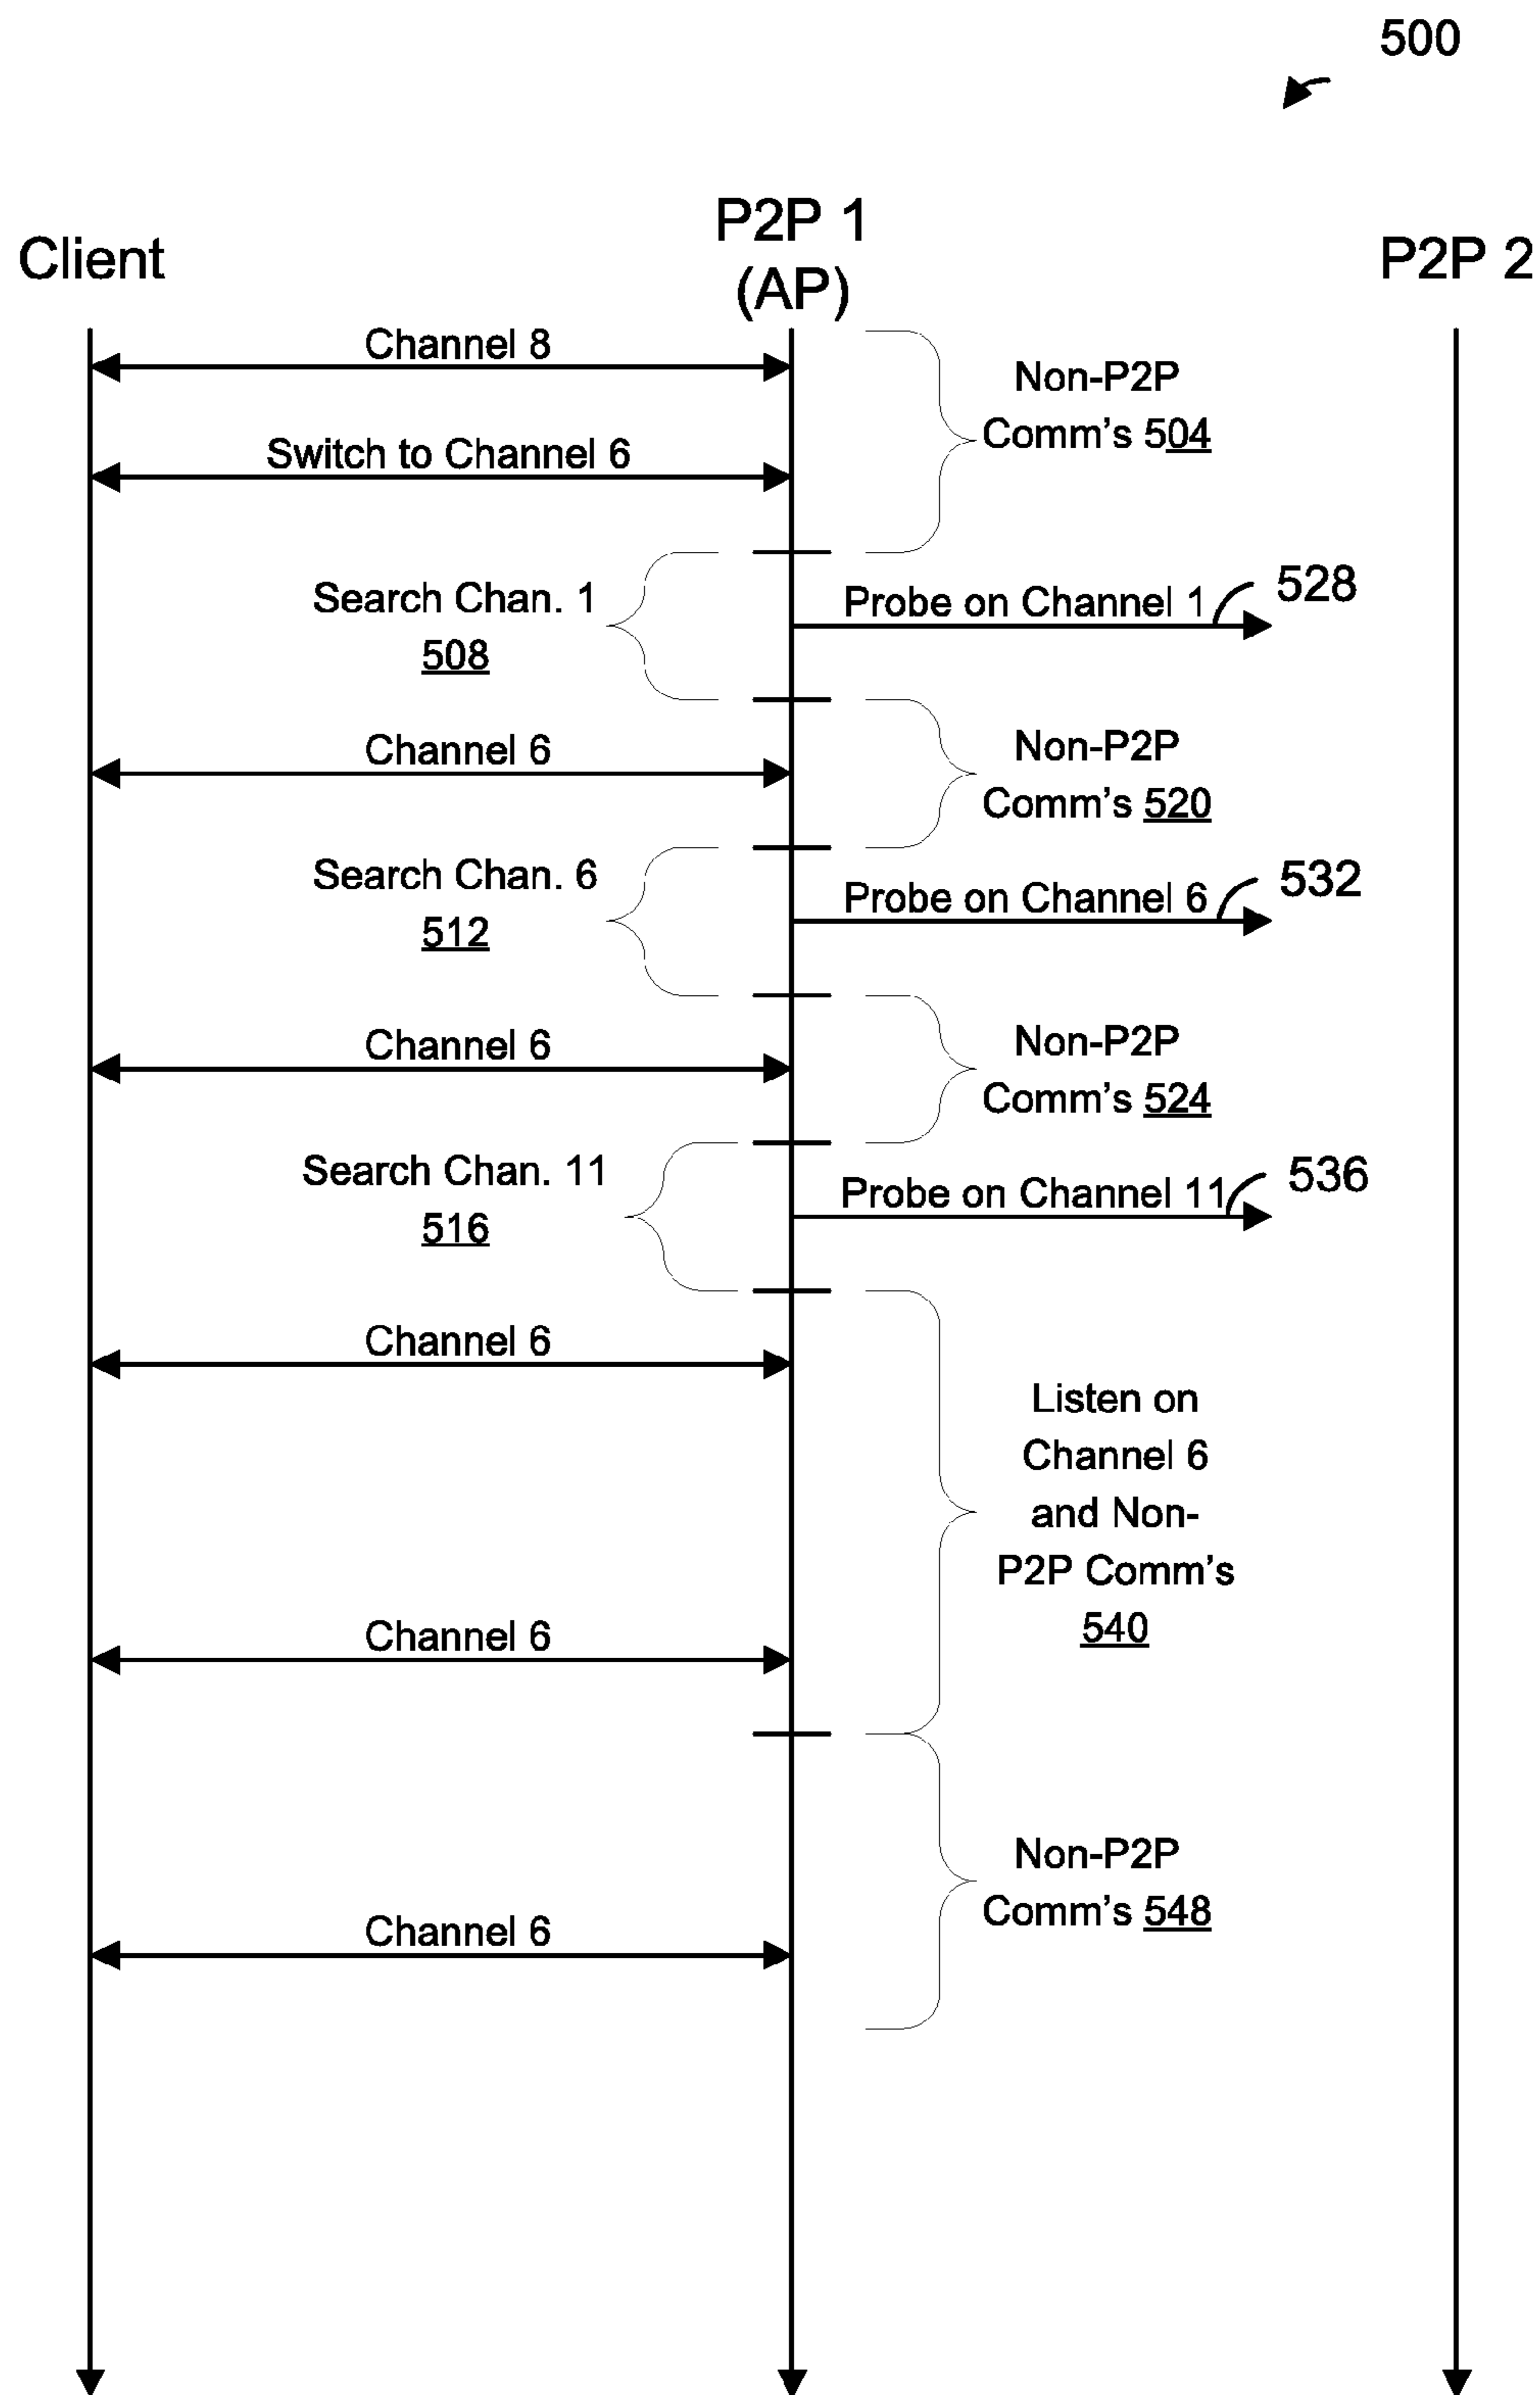 500
Client
P2P 1
(AP)
P2P 2
Channel 8
Non-P2P
Comm's 504
Switch to Channel 6
Search Chan. 1
508
Probe on Channel 1
528
Channel 6
Non-P2P
Comm's 520
Search Chan. 6
512
Probe on Channel 6
532
Channel 6
Non-P2P
Comm's 524
Search Chan. 11
516
Probe on Channel 11
536
Channel 6
Listen on
Channel 6
and Non-
P2P Comm's
540
Channel 6
Non-P2P
Comm's 548
Channel 6